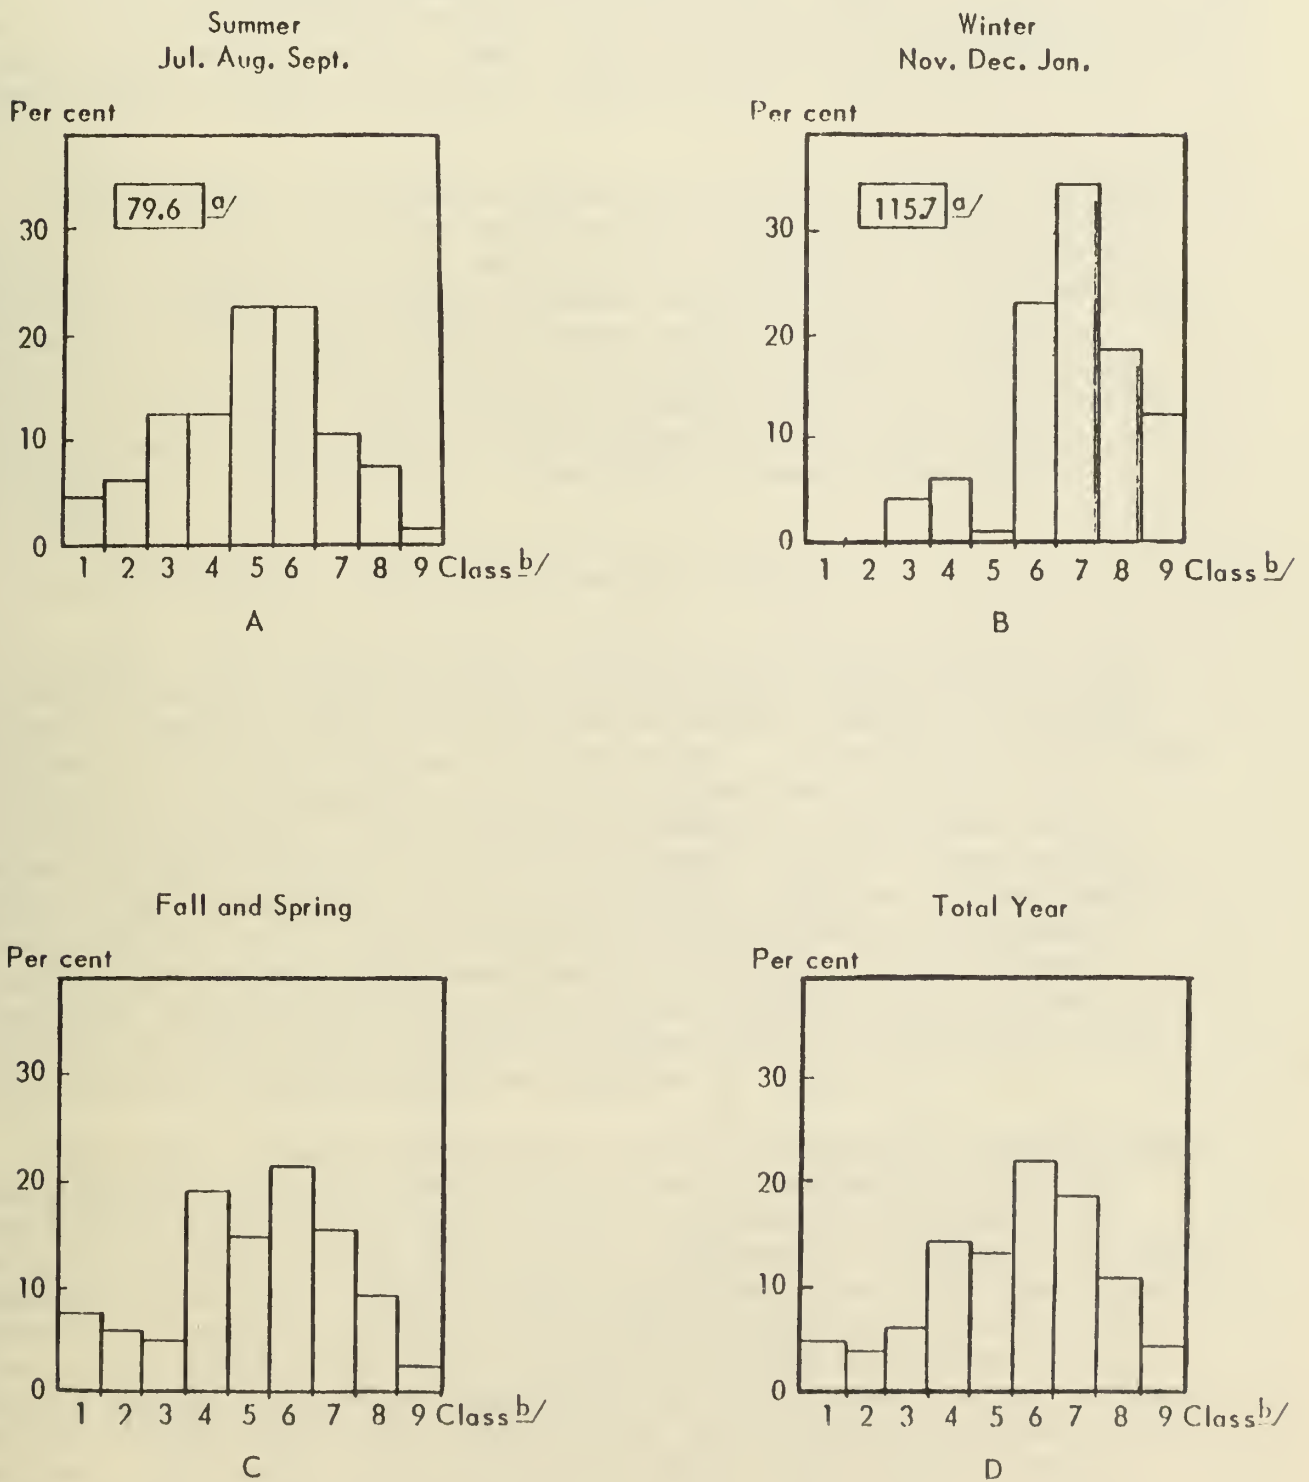 Summer
Jul. Aug. Sept.
Per cent
79.6 a/
30
20
10
0
1 2 3 4 5 6 7 8 9 Class b/
A
Winter
Nov. Dec. Jan.
Per cent
115.7 a/
30
20
10
0
1 2 3 4 5 6 7 8 9 Class b/
B
Fall and Spring
Per cent
30
20
10
0
1 2 3 4 5 6 7 8 9 Class b/
C
Total Year
Per cent
30
20
10
0
1 2 3 4 5 6 7 8 9 Class b/
D